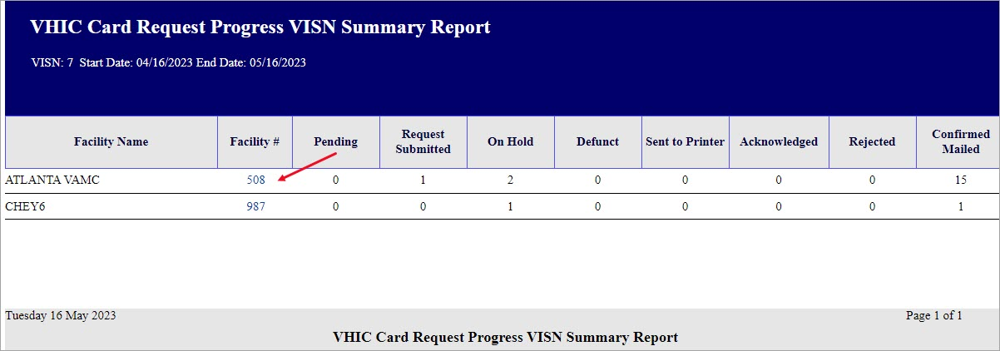 VHIC Card Request Progress VISN Summary Report
VISN: 7 Start Date: 04/16/2023 End Date: 05/16/2023
Facility Name Facility # Pending Request Submitted On Hold Defunct Sent to Printer Acknowledged Rejected Confirmed Mailed
ATLANTA VAMC 508 0 1 2 0 0 0 0 15
CHEY6 987 0 0 1 0 0 0 0 1
Tuesday 16 May 2023 Page 1 of 1
VHIC Card Request Progress VISN Summary Report